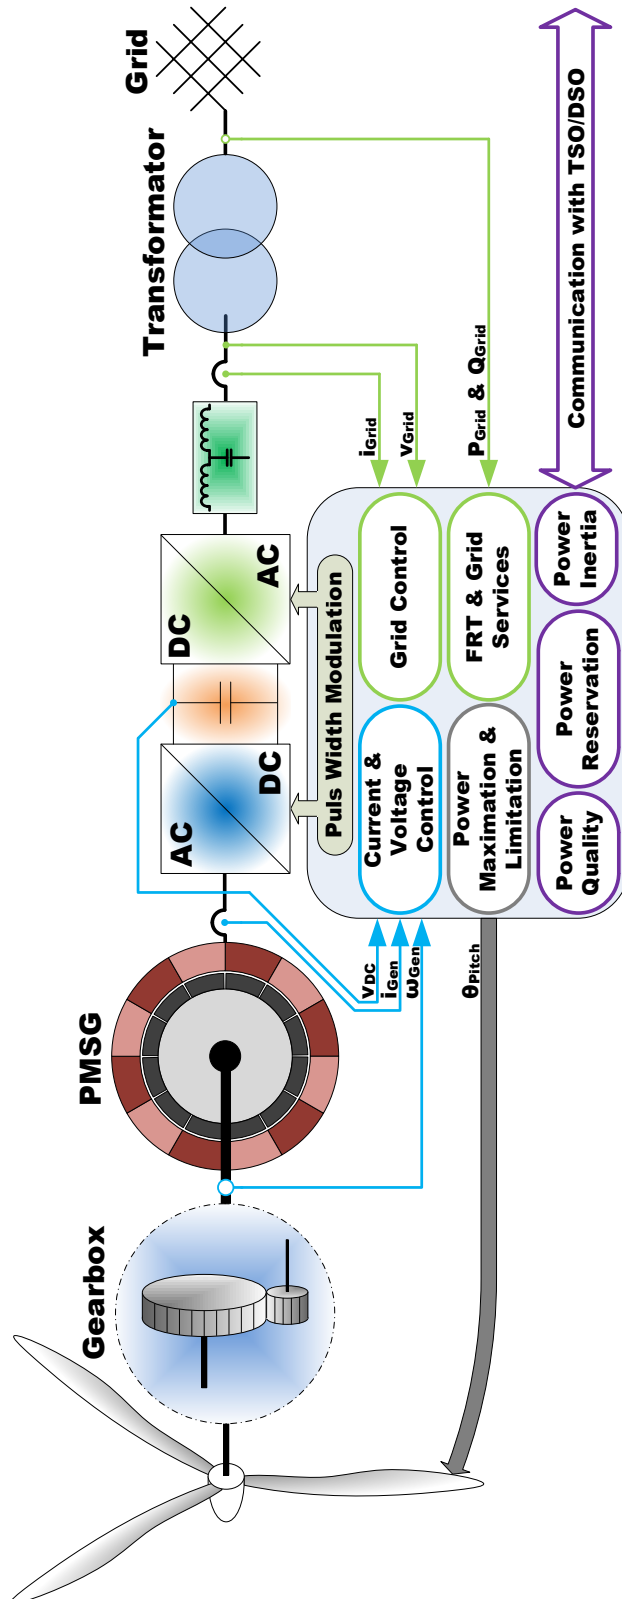 Gearbox
PMSG
Transformator
Grid
AC
DC
DC
AC
Puls Width Modulation
vDC
iGen
ωGen
θPitch
Current &
Voltage
Control
Grid Control
Power
Maximation &
Limitation
FRT & Grid
Services
Power
Quality
Power
Reservation
Power
Inertia
iGrid
vGrid
PGrid & QGrid
Communication with TSO/DSO